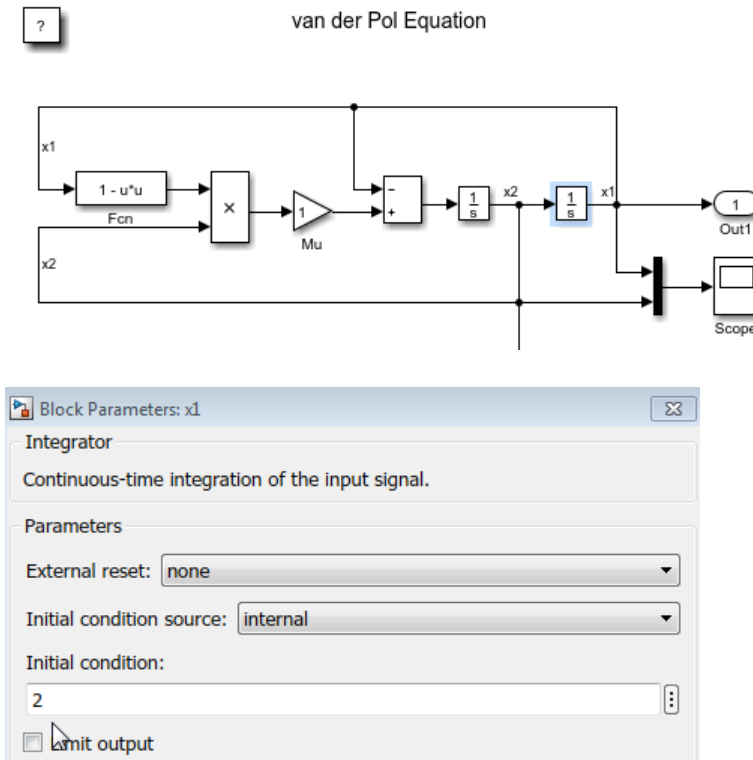 ?
van der Pol Equation
x1
1 - u*u
Fcn
×
1
Mu
-
+
1
s
x2
1
s
x1
1
Out1
x2
Scope
Block Parameters: x1
Integrator
Continuous-time integration of the input signal.
Parameters
External reset: none
Initial condition source: internal
Initial condition:
2
Limit output